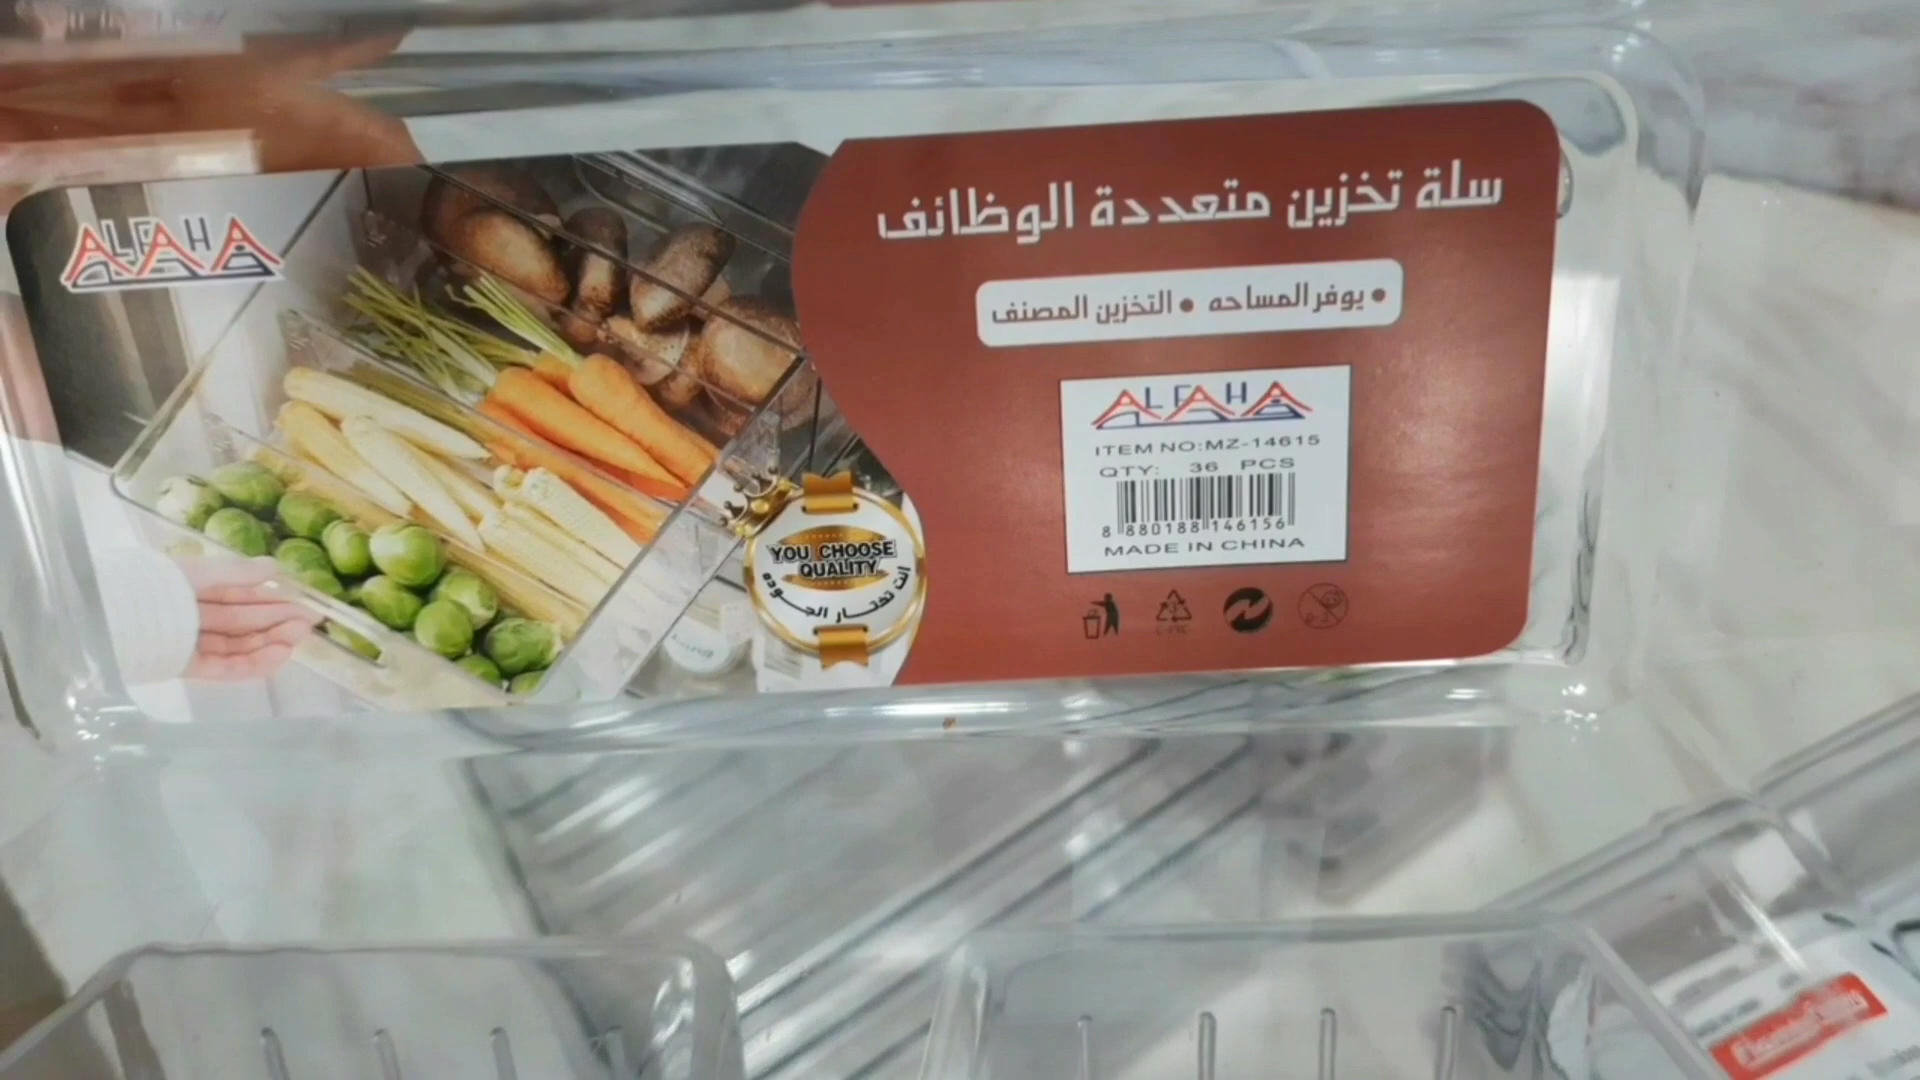 ALFAHA
سلة تخزين متعددة الوظائف
• يوفر المساحه • التخزين المصنف
ALFAHA
ITEM NO:MZ-14615
QTY: 36 PCS
8 880188 146156
MADE IN CHINA
YOU CHOOSE
QUALITY
انت تختار الجودة